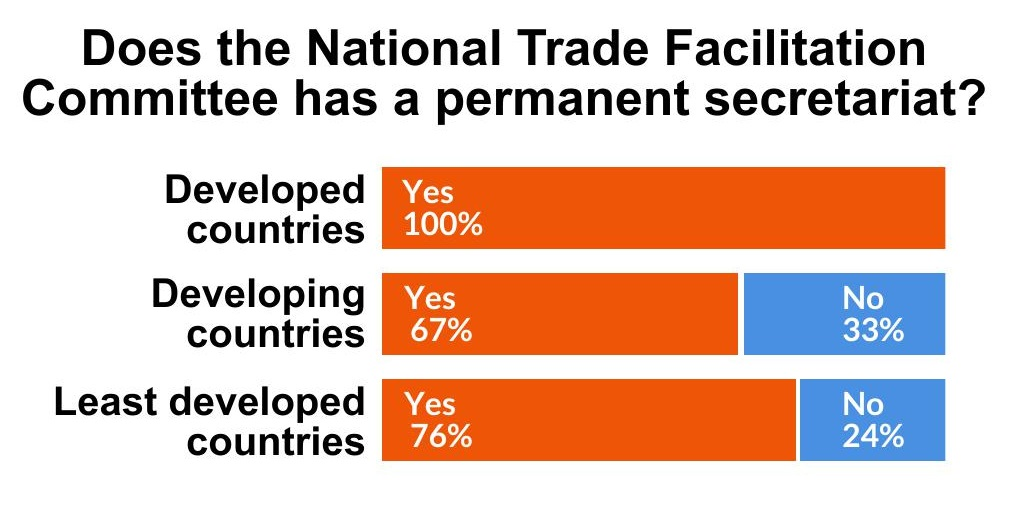 Does the National Trade Facilitation
Committee has a permanent secretariat?
Developed
countries
Yes
100%
Developing
countries
Yes
67%
No
33%
Least developed
countries
Yes
76%
No
24%